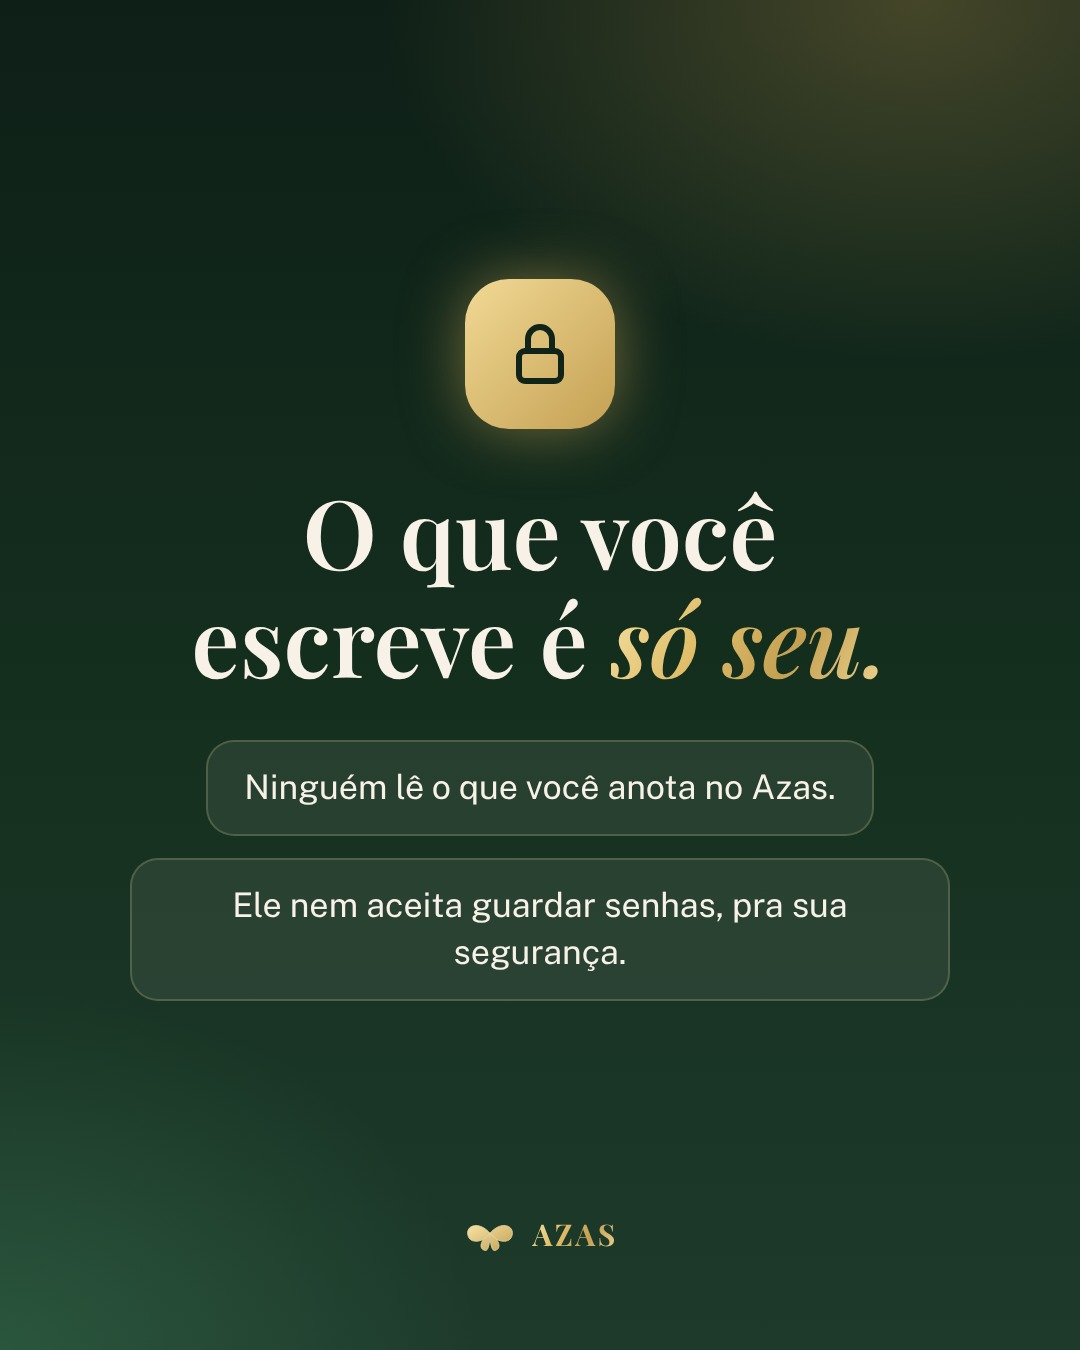 O que você
escreve é só seu.
Ninguém lê o que você anota no Azas.
Ele nem aceita guardar senhas, pra sua
segurança.
AZAS